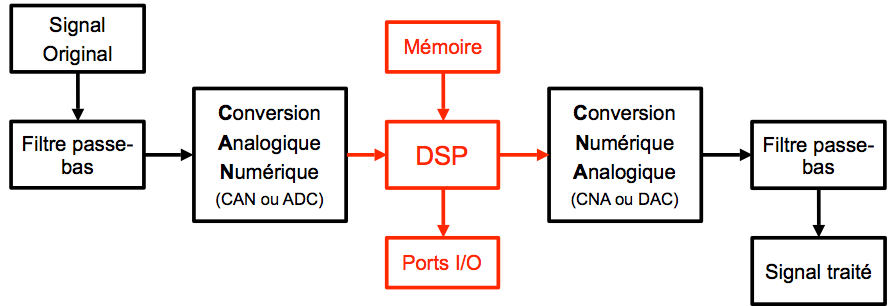 Signal
Original
Filtre passe-
bas
Conversion
Analogique
Numérique
(CAN ou ADC)
Mémoire
DSP
Ports I/O
Conversion
Numérique
Analogique
(CNA ou DAC)
Filtre passe-
bas
Signal traité